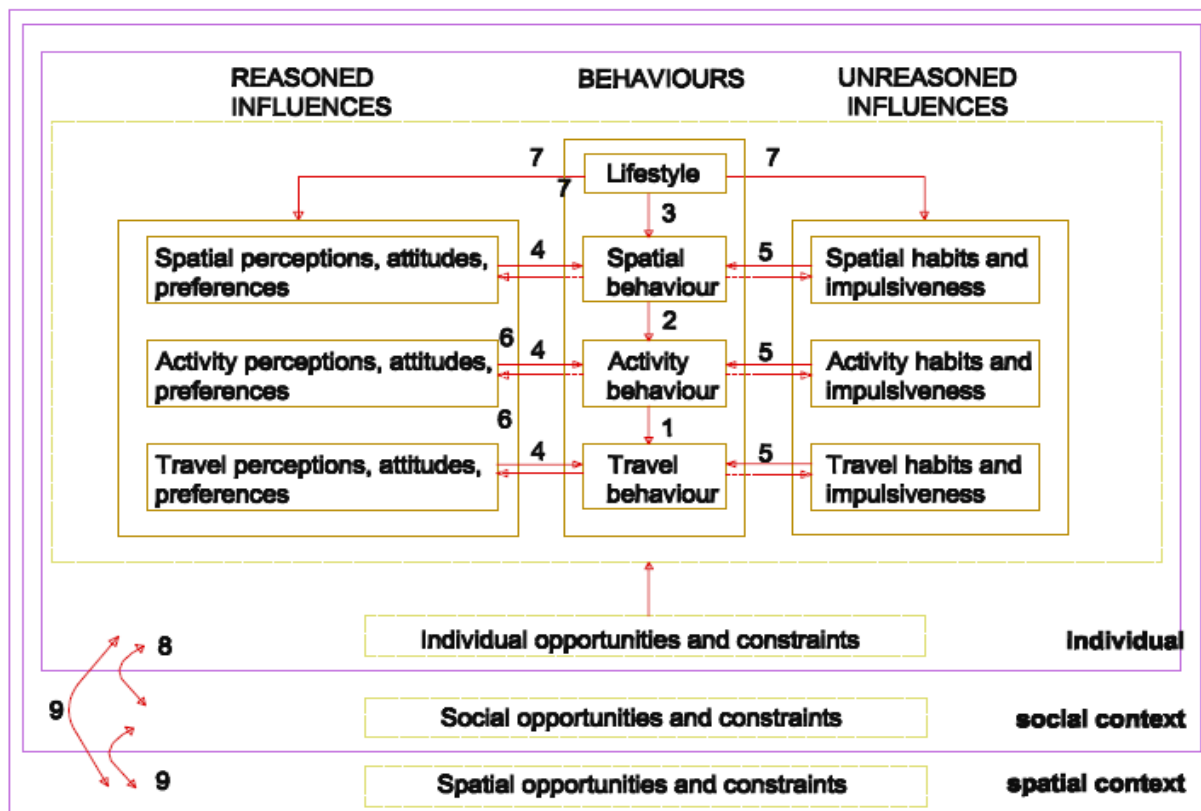 REASONED
INFLUENCES
BEHAVIOURS
UNREASONED
INFLUENCES
7
7
7
Lifestyle
3
Spatial perceptions, attitudes,
preferences
4
Spatial
behaviour
5
Spatial habits and
impulsiveness
2
6
Activity perceptions, attitudes,
preferences
4
Activity
behaviour
5
Activity habits and
impulsiveness
6
1
Travel perceptions, attitudes,
preferences
4
Travel
behaviour
5
Travel habits and
impulsiveness
Individual opportunities and constraints
Individual
8
9
Social opportunities and constraints
social context
9
Spatial opportunities and constraints
spatial context